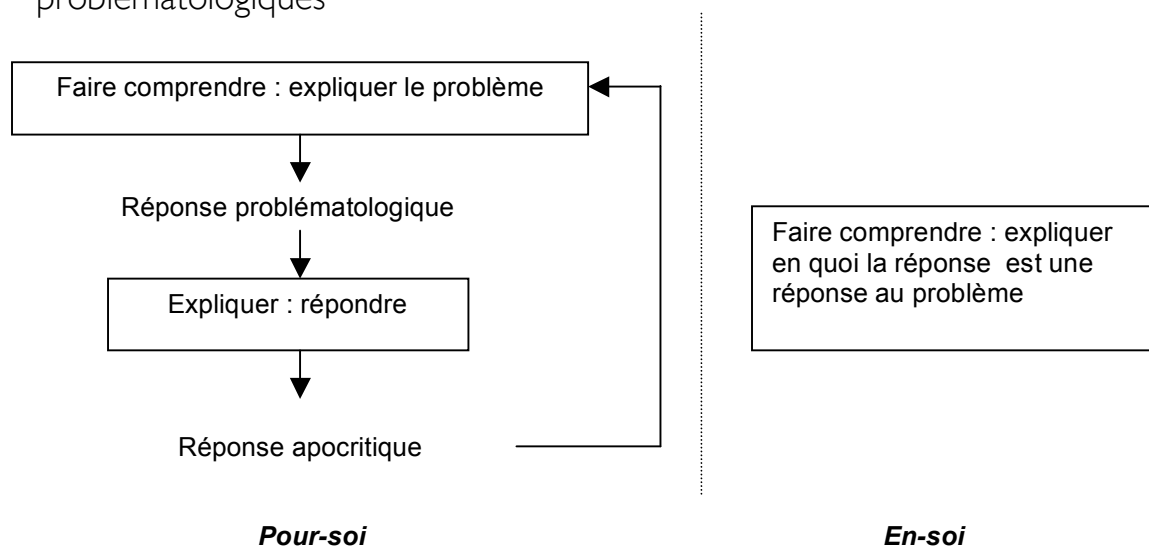 problématologiques
Faire comprendre : expliquer le problème
Réponse problématologique
Expliquer : répondre
Réponse apocritique
Pour-soi
Faire comprendre : expliquer
en quoi la réponse est une
réponse au problème
En-soi